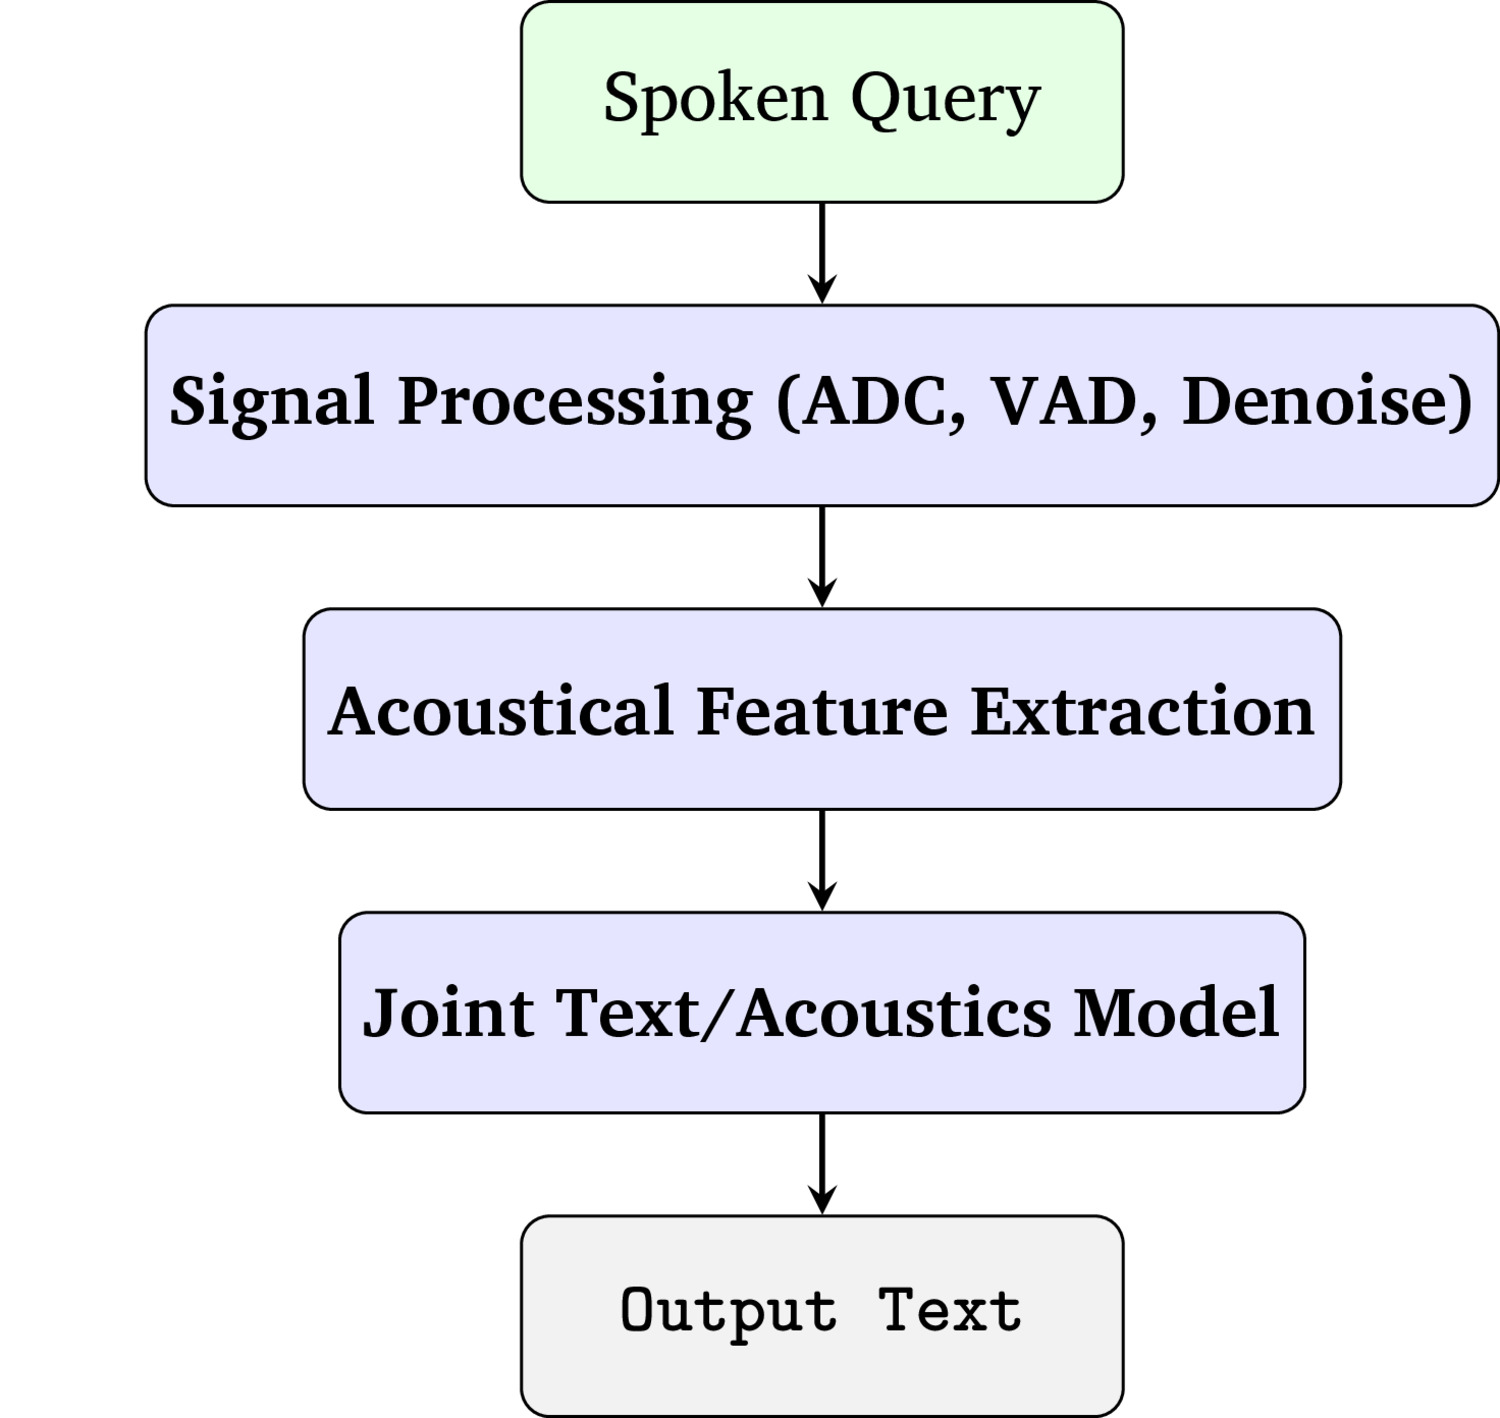 Spoken Query
Signal Processing (ADC, VAD, Denoise)
Acoustical Feature Extraction
Joint Text/Acoustics Model
Output Text